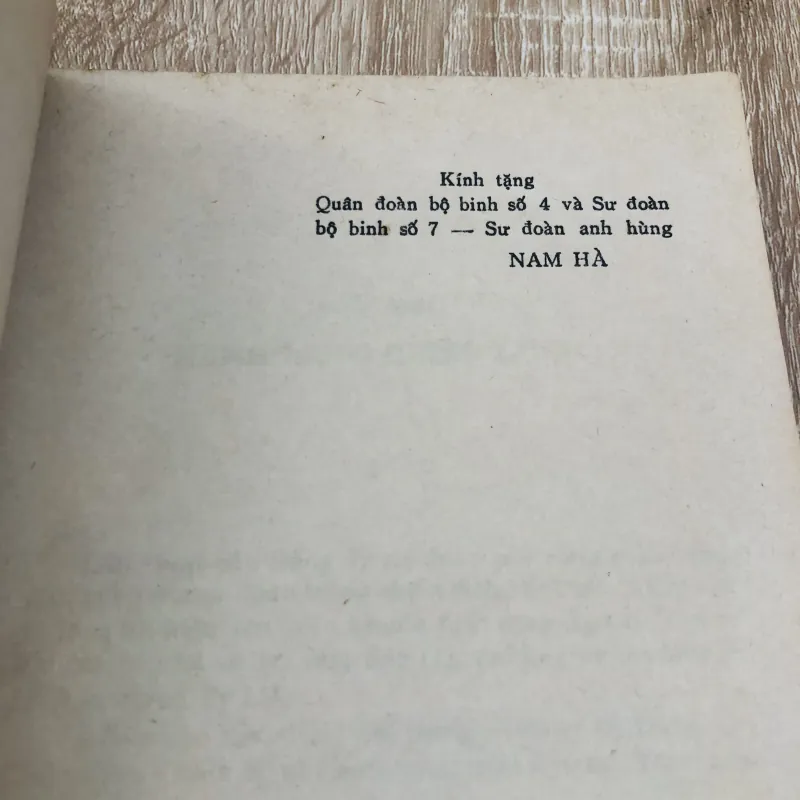 Kính tặng
Quân đoàn bộ binh số 4 và Sư đoàn
bộ binh số 7 — Sư đoàn anh hùng
NAM HÀ